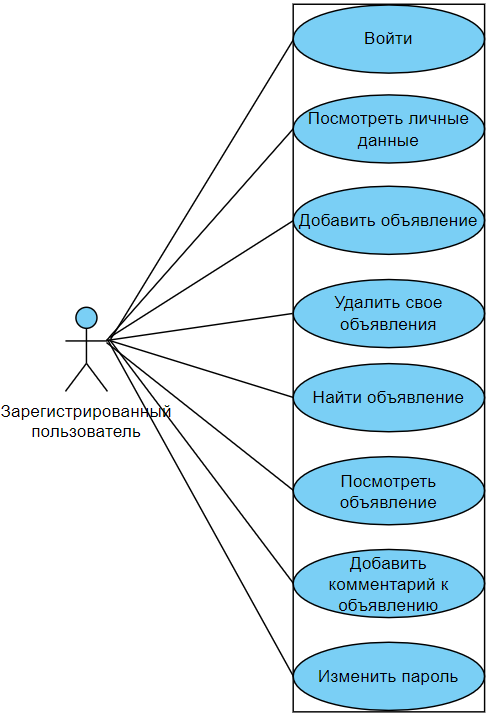 Войти
Посмотреть личные
данные
Добавить объявление
Удалить свое
объявления
Зарегистрированный
пользователь
Найти объявление
Посмотреть
объявление
Добавить
комментарий к
объявлению
Изменить пароль